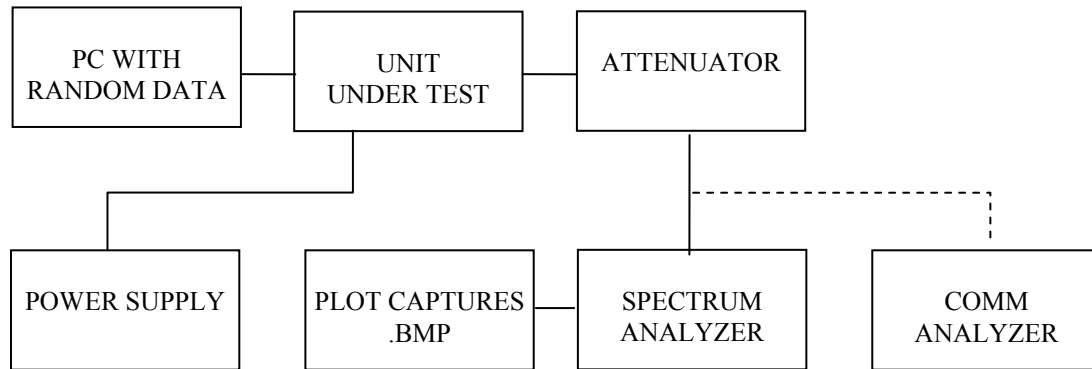 PC WITH
RANDOM DATA
UNIT
UNDER TEST
ATTENUATOR
POWER SUPPLY
PLOT CAPTURES
.BMP
SPECTRUM
ANALYZER
COMM
ANALYZER